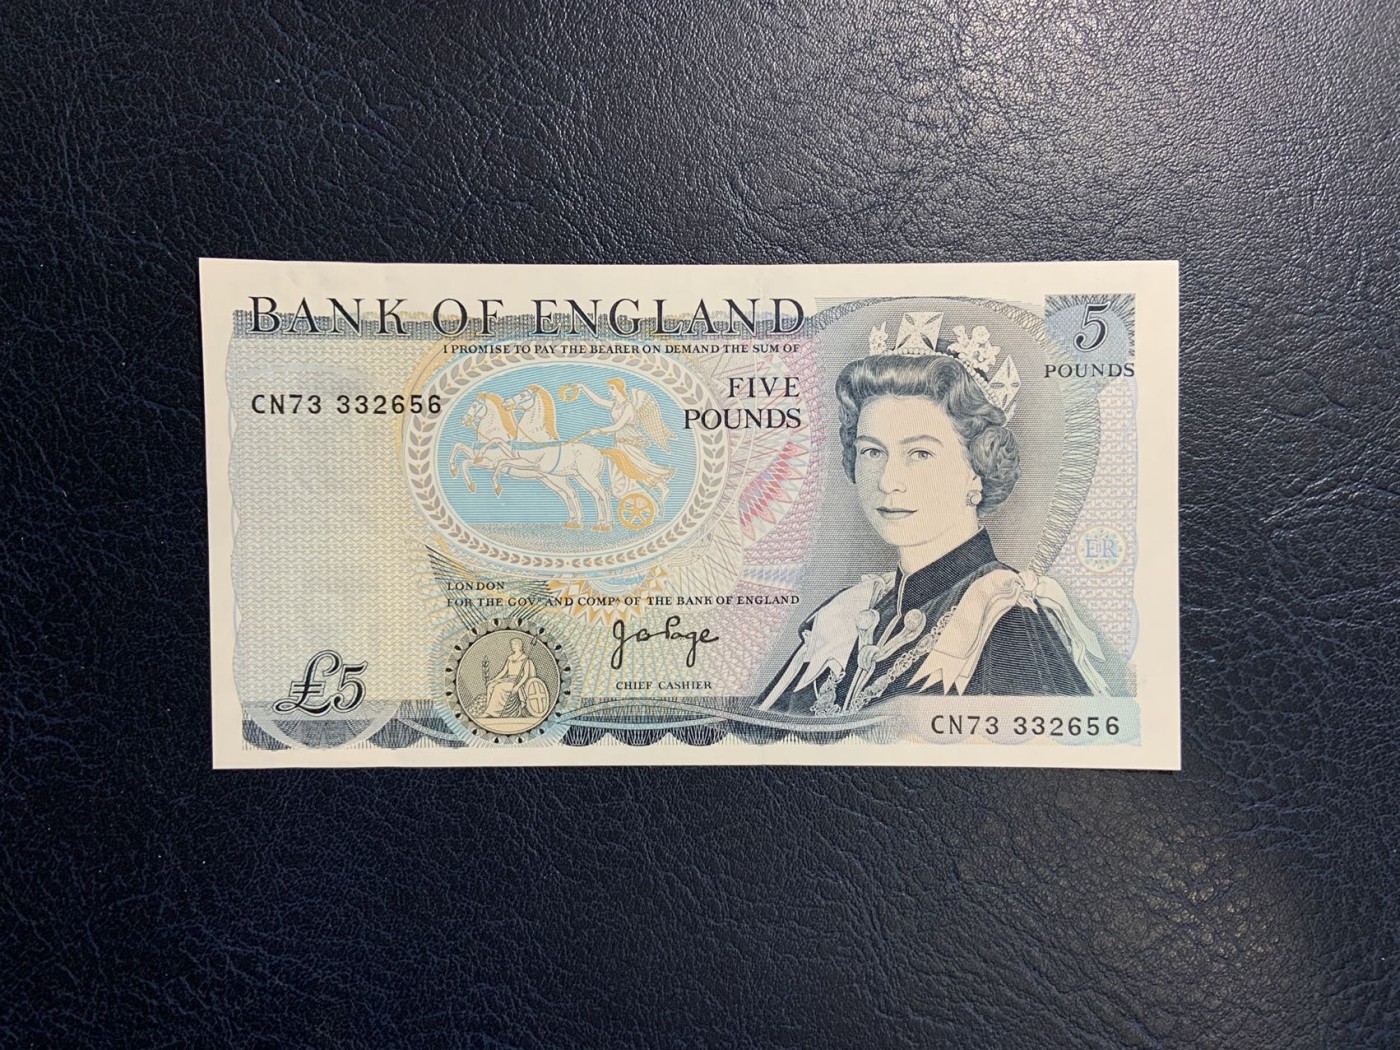 BANK OF ENGLAND
I PROMISE TO PAY THE BEARER ON DEMAND THE SUM OF
5
POUNDS
FIVE
POUNDS
CN73 332656
ER
LONDON
FOR THE GOVR AND COMPA OF THE BANK OF ENGLAND
J B Page
CHIEF CASHIER
£5
CN73 332656